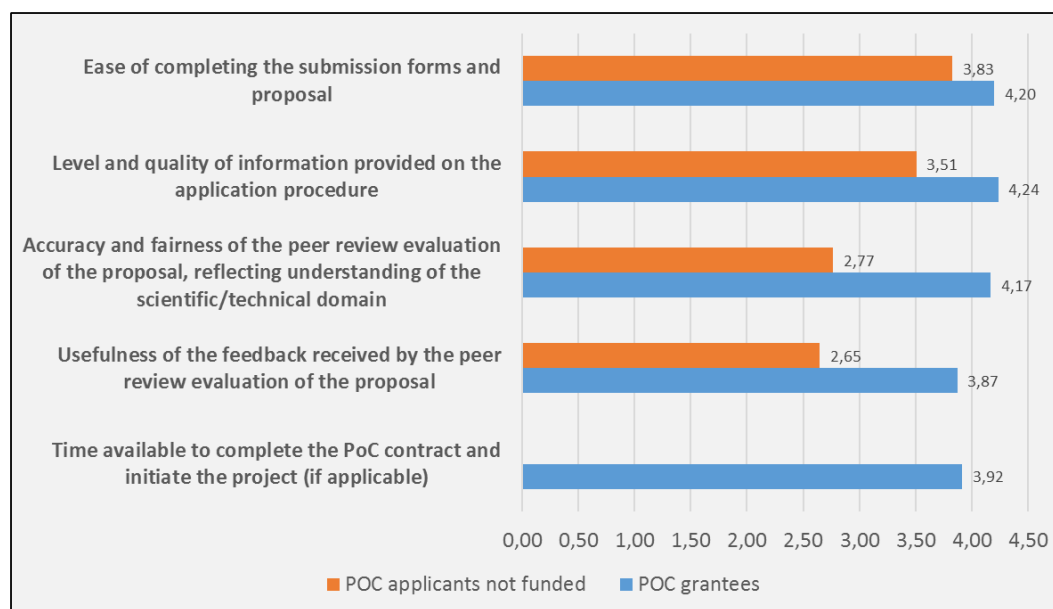 Ease of completing the submission forms and
proposal
3,83
4,20
Level and quality of information provided on the
application procedure
3,51
4,24
Accuracy and fairness of the peer review evaluation
of the proposal, reflecting understanding of the
scientific/technical domain
2,77
4,17
Usefulness of the feedback received by the peer
review evaluation of the proposal
2,65
3,87
Time available to complete the PoC contract and
initiate the project (if applicable)
3,92
0,00 0,50 1,00 1,50 2,00 2,50 3,00 3,50 4,00 4,50
POC applicants not funded POC grantees